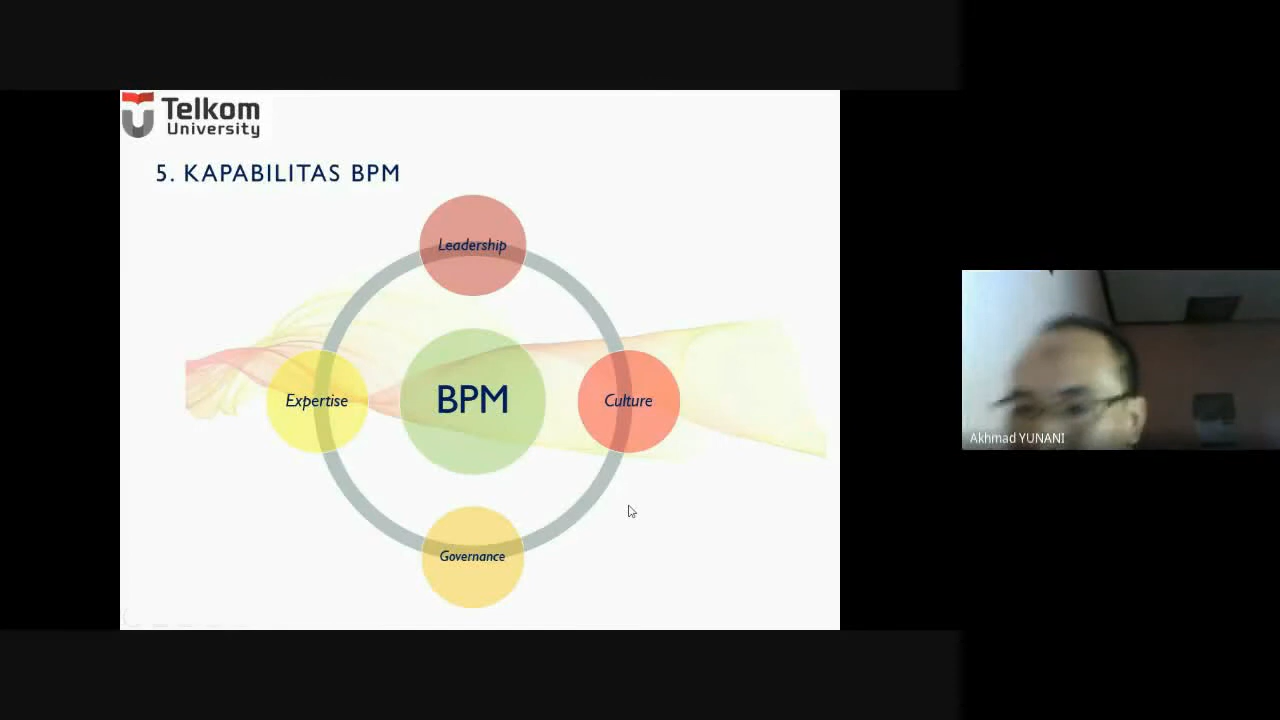 Telkom
University
5. KAPABILITAS BPM
Leadership
Expertise
BPM
Culture
Governance
Akhmad YUNANI